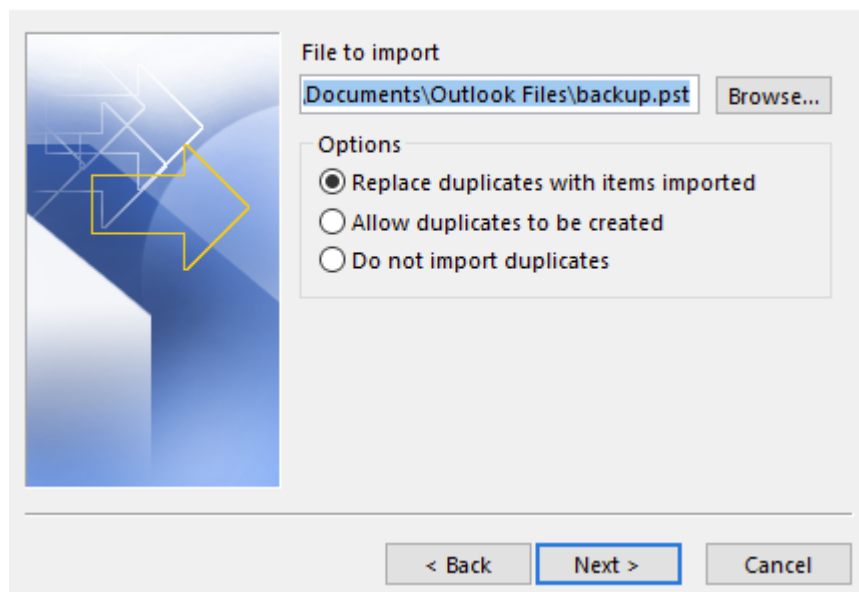 File to import
\Documents\Outlook Files\backup.pst
Browse...
Options
Replace duplicates with items imported
Allow duplicates to be created
Do not import duplicates
< Back
Next >
Cancel